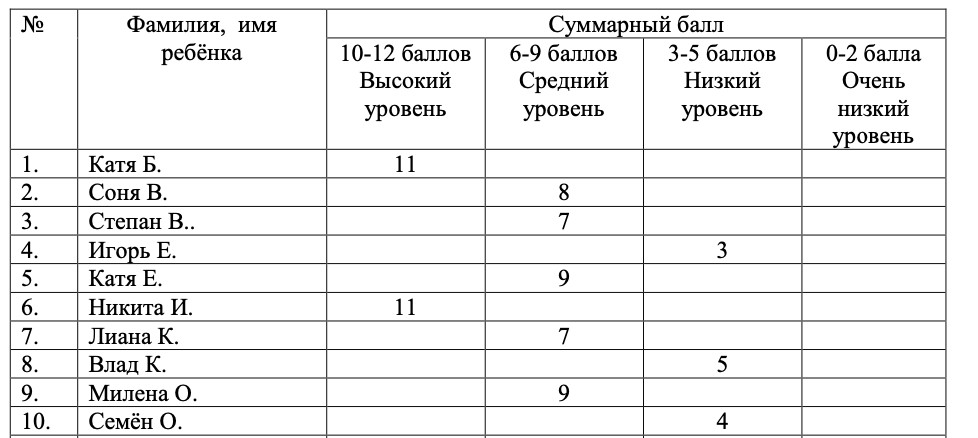 № Фамилия, имя ребёнка Суммарный балл
10-12 баллов Высокий уровень 6-9 баллов Средний уровень 3-5 баллов Низкий уровень 0-2 балла Очень низкий уровень
1. Катя Б. 11
2. Соня В. 8
3. Степан В.. 7
4. Игорь Е. 3
5. Катя Е. 9
6. Никита И. 11
7. Лиана К. 7
8. Влад К. 5
9. Милена О. 9
10. Семён О. 4